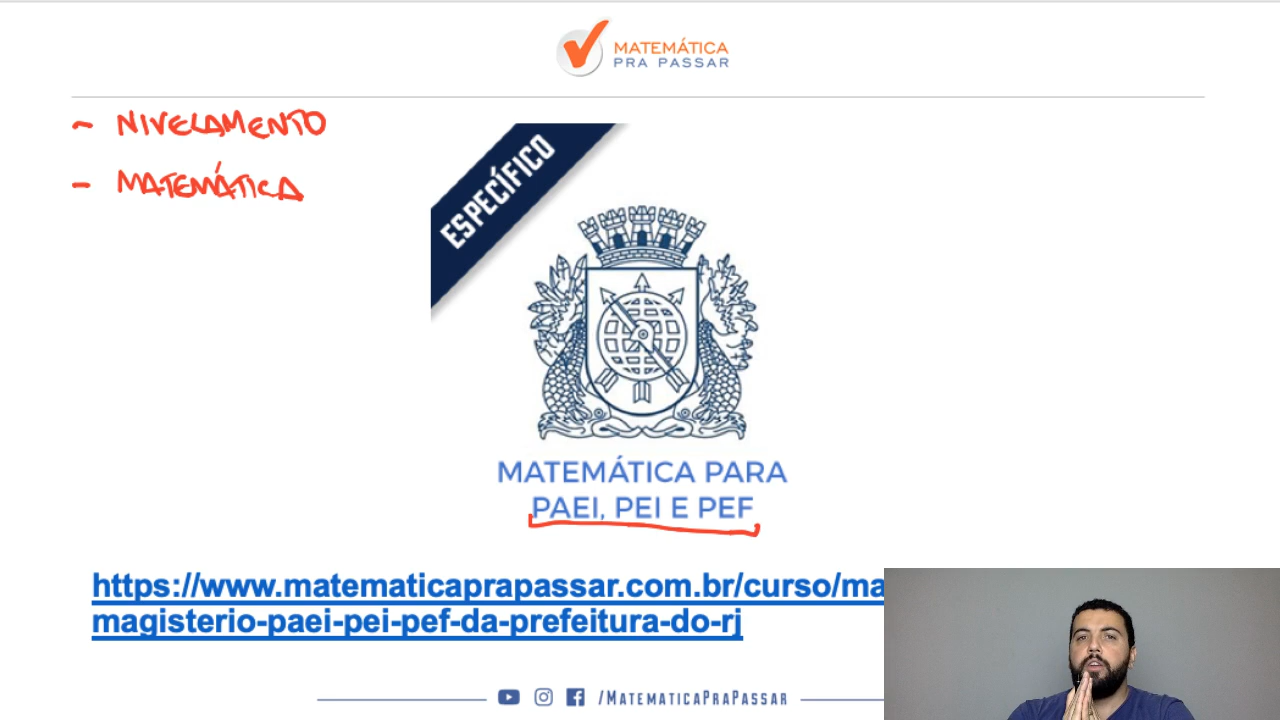 MATEMÁTICA
PRA PASSAR
- NIVELAMENTO
- MATEMÁTICA
ESPECÍFICO
MATEMÁTICA PARA
PAEI, PEI E PEF
https://www.matematicaprapassar.com.br/curso/ma
magisterio-paei-pei-pef-da-prefeitura-do-rj
/MATEMATICAPRAPASSAR